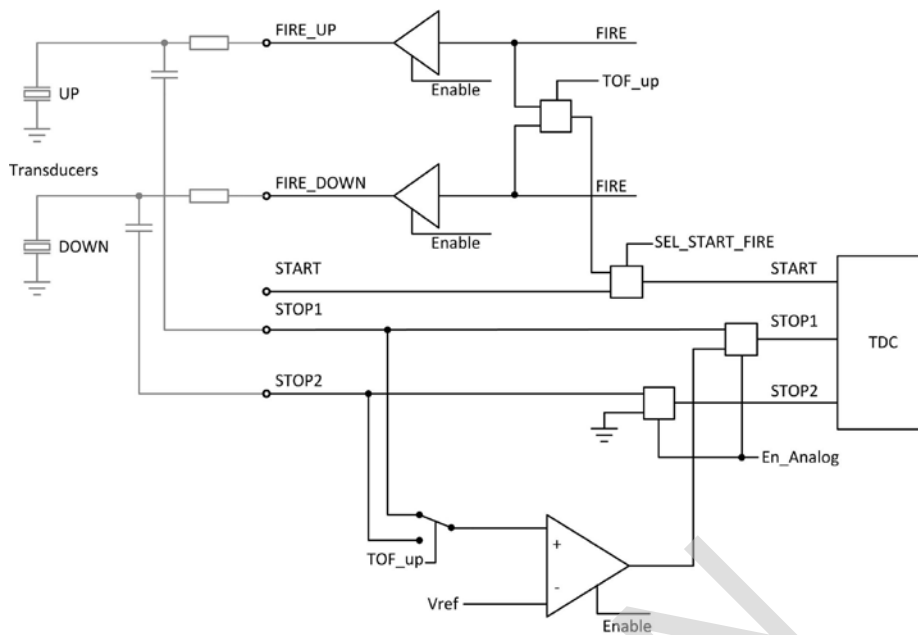 FIRE_UP
FIRE
Enable
TOF_up
UP
Transducers
FIRE_DOWN
FIRE
Enable
DOWN
SEL_START_FIRE
START
START
STOP1
STOP1
TDC
STOP2
STOP2
En_Analog
TOF_up
+
-
Vref
Enable